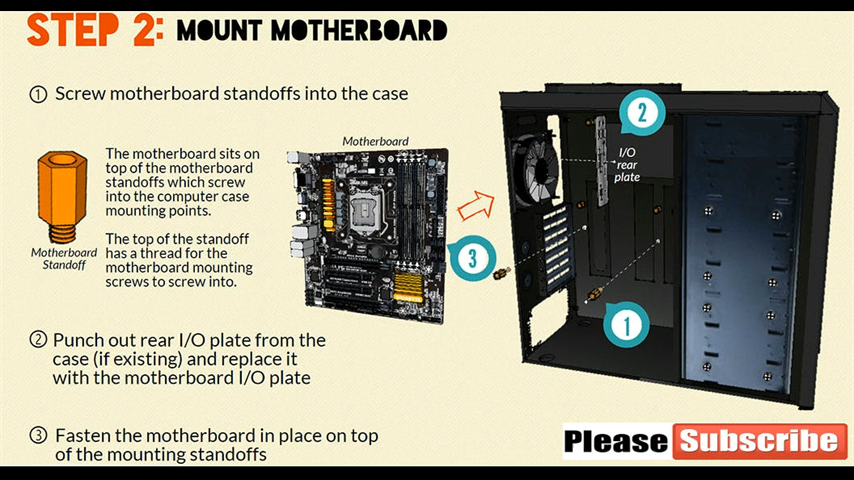 STEP 2: MOUNT MOTHERBOARD
1 Screw motherboard standoffs into the case
Motherboard
The motherboard sits on
top of the motherboard
standoffs which screw
into the computer case
mounting points.
Motherboard
Standoff
The top of the standoff
has a thread for the
motherboard mounting
screws to screw into.
2
I/O
rear
plate
3
1
2 Punch out rear I/O plate from the
case (if existing) and replace it
with the motherboard I/O plate
3 Fasten the motherboard in place on top
of the mounting standoffs
Please Subscribe